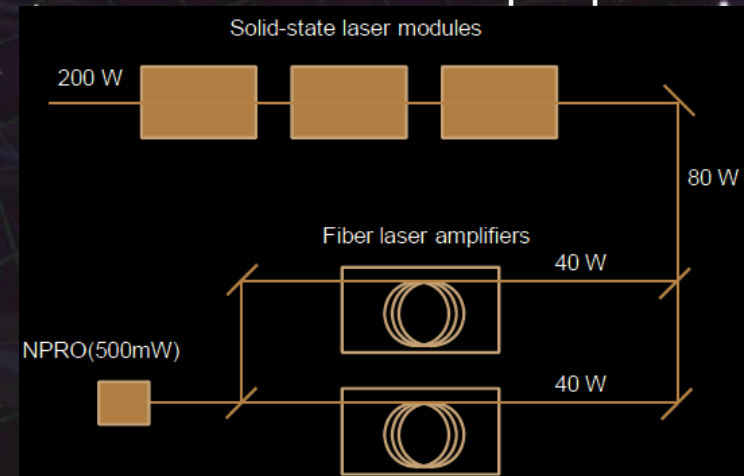 Solid-state laser modules
200 W
80 W
Fiber laser amplifiers
40 W
NPRO(500mW)
40 W